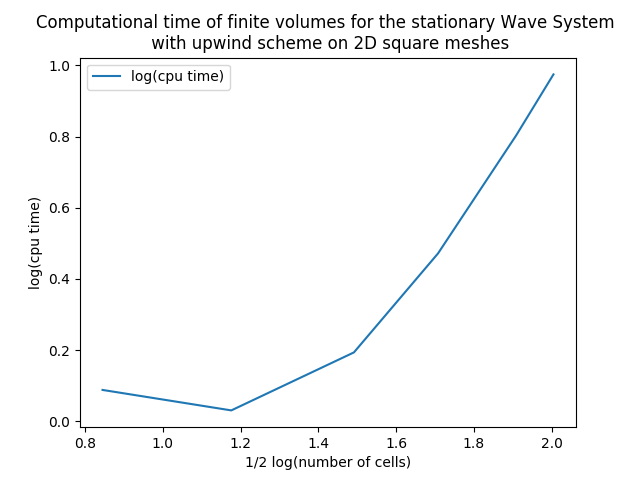 Computational time of finite volumes for the stationary Wave System
with upwind scheme on 2D square meshes
log(cpu time)
1.0
0.8
0.6
0.4
0.2
0.0
log(cpu time)
0.8 1.0 1.2 1.4 1.6 1.8 2.0
1/2 log(number of cells)